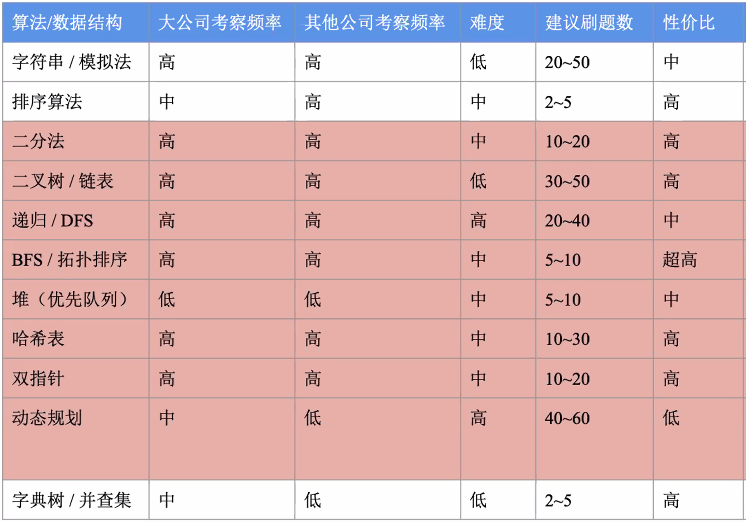 算法/数据结构 大公司考察频率 其他公司考察频率 难度 建议刷题数 性价比
字符串 / 模拟法 高 高 低 20~50 中
排序算法 中 高 中 2~5 高
二分法 高 高 中 10~20 高
二叉树 / 链表 高 高 低 30~50 高
递归 / DFS 高 高 高 20~40 中
BFS / 拓扑排序 高 高 中 5~10 超高
堆（优先队列） 低 低 中 5~10 中
哈希表 高 高 中 10~30 高
双指针 高 高 中 10~20 高
动态规划 中 低 高 40~60 低
字典树 / 并查集 中 低 低 2~5 高